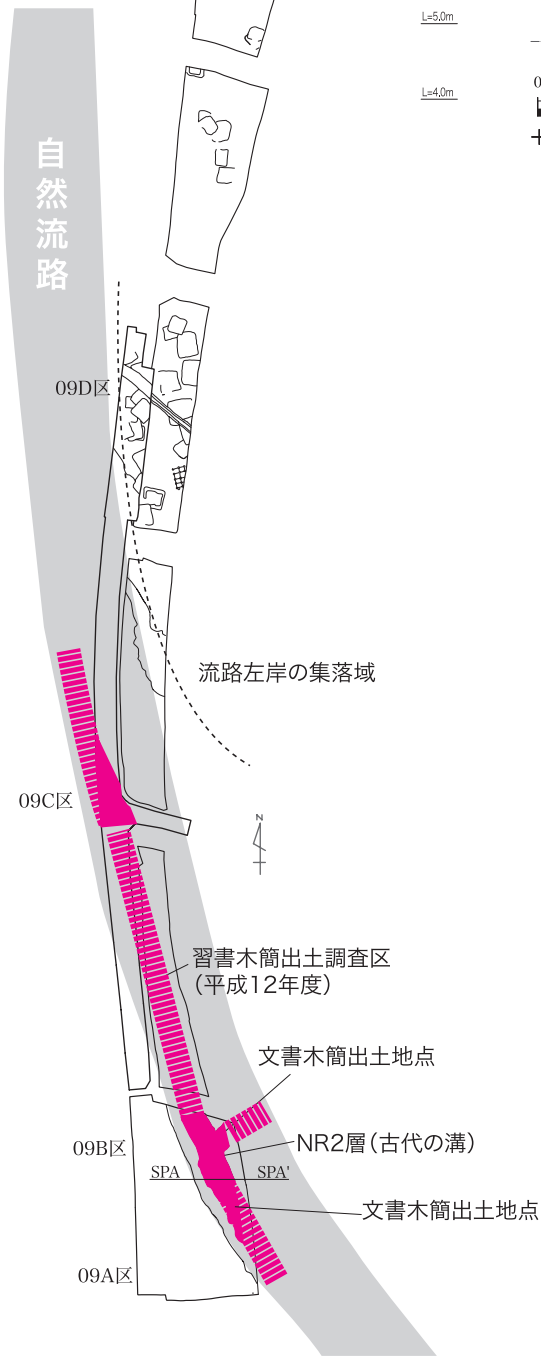 L=5.0m
L=4.0m
自然流路
09D区
流路左岸の集落域
09C区
N
習書木簡出土調査区
(平成12年度)
文書木簡出土地点
09B区
NR2層(古代の溝)
SPA
SPA'
文書木簡出土地点
09A区